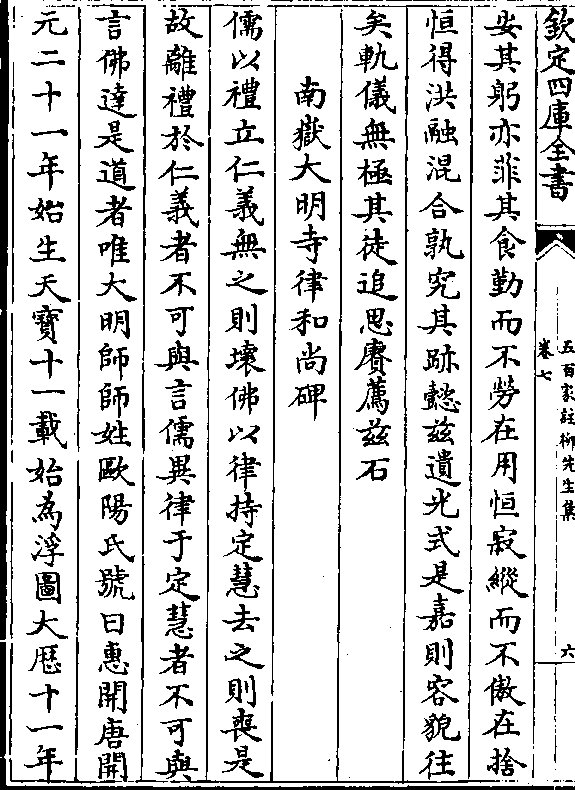 欽定四庫全書
五百家註柳先生集
卷七
六
安其躬亦菲其食勤而不勞在用恒寂縱而不傲在捨
恒得洪融混合孰究其跡懿兹遺光式是嘉則容貌往
矣軌儀無極其徒追思賡薦兹石
南嶽大明寺律和尚碑
儒以禮立仁義無之則壞佛以律持定慧去之則喪是
故離禮於仁義者不可與言儒異律于定慧者不可與
言佛達是道者唯大明師師姓歐陽氏號曰惠開唐開
元二十一年始生天寶十一載始為浮圖大厯十一年